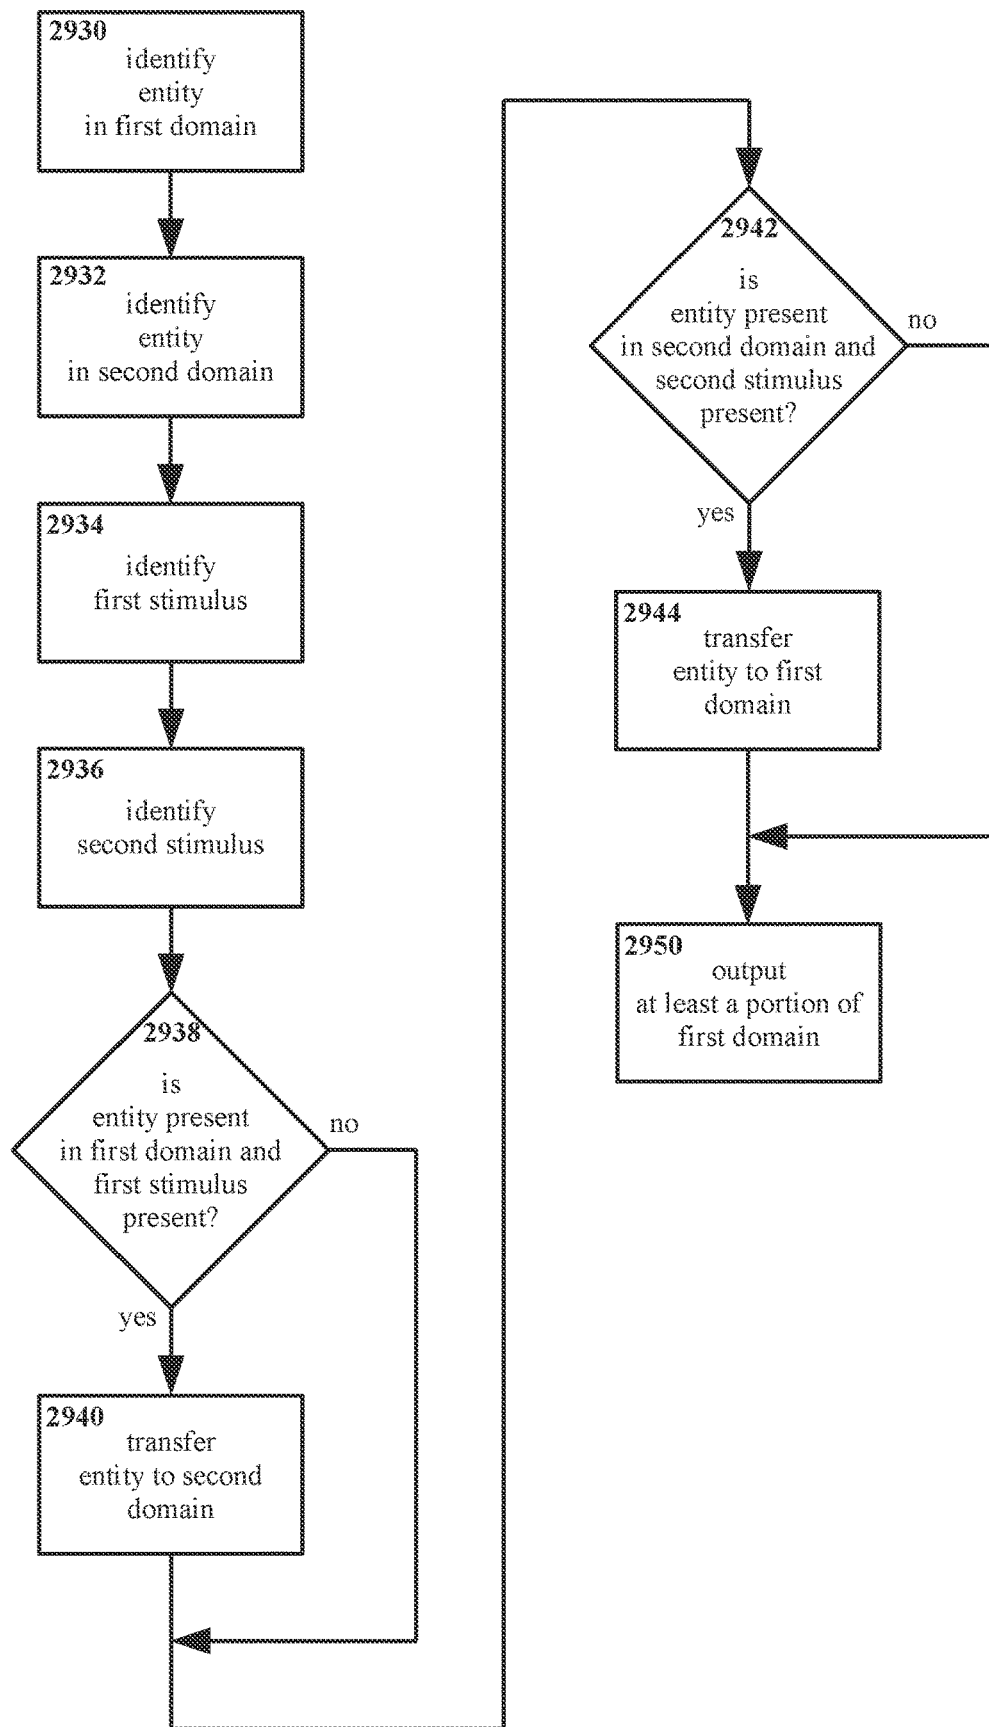 2930
identify
entity
in first domain
2932
identify
entity
in second domain
2934
identify
first stimulus
2936
identify
second stimulus
2938
is
entity present
in first domain and
first stimulus
present?
no
yes
2940
transfer
entity to second
domain
2942
is
entity present
in second domain and
second stimulus
present?
no
yes
2944
transfer
entity to first
domain
2950
output
at least a portion of
first domain